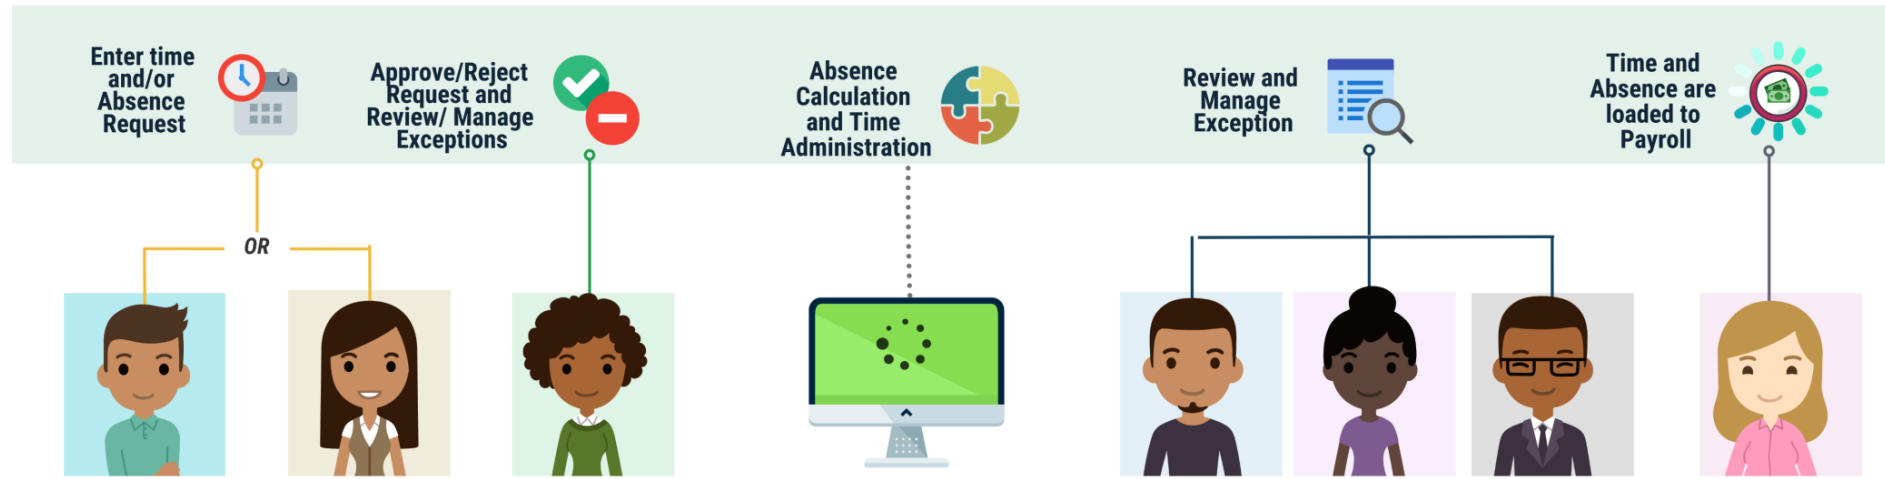 Enter time
and/or
Absence
Request
Approve/Reject
Request and
Review/ Manage
Exceptions
Absence
Calculation
and Time
Administration
Review and
Manage
Exception
Time and
Absence are
loaded to
Payroll
OR